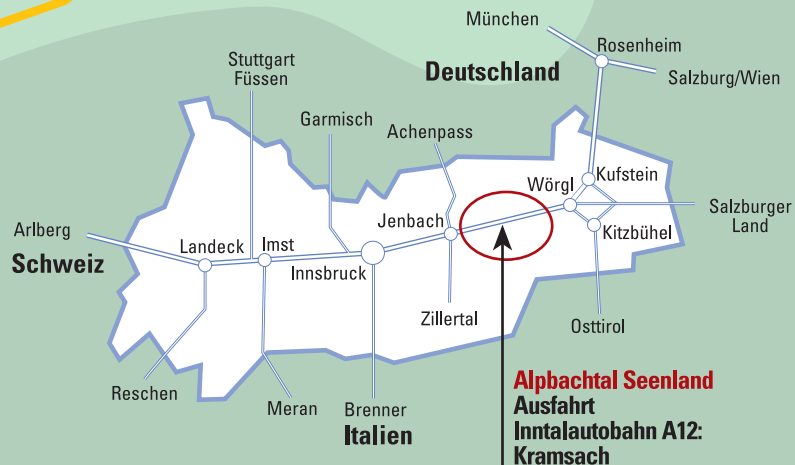 München
Rosenheim
Stuttgart
Füssen
Deutschland
Salzburg/Wien
Garmisch
Achenpass
Wörgl
Kufstein
Salzburger
Land
Arlberg
Jenbach
Kitzbühel
Schweiz
Landeck
Imst
Innsbruck
Zillertal
Osttirol
Reschen
Meran
Brenner
Italien
Alpbachtal Seenland
Ausfahrt
Inntalautobahn A12:
Kramsach